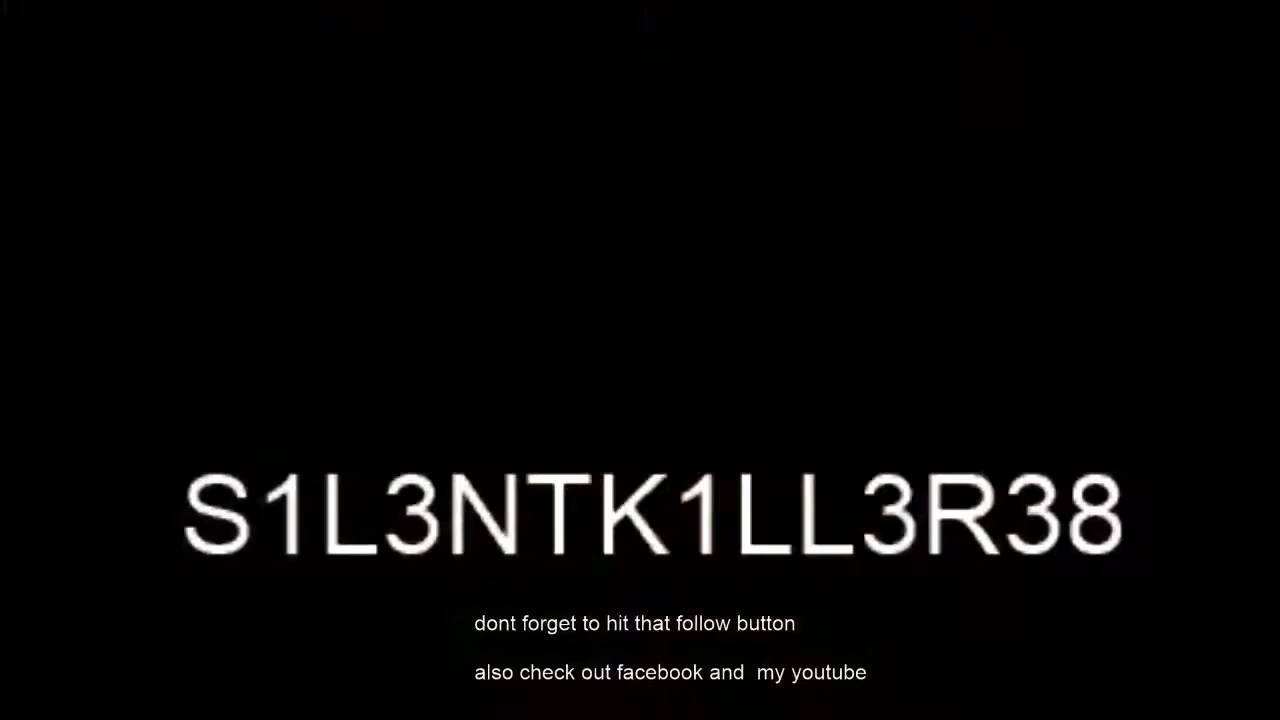 S1L3NTK1LL3R38
dont forget to hit that follow button
also check out facebook and  my youtube